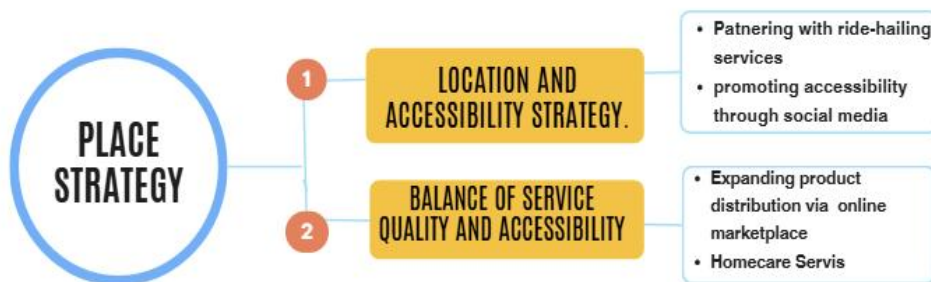 PLACE
STRATEGY
1
LOCATION AND
ACCESSIBILITY STRATEGY.
• Patnering with ride-hailing
services
• promoting accessibility
through social media
2
BALANCE OF SERVICE
QUALITY AND ACCESSIBILITY
• Expanding product
distribution via online
marketplace
• Homecare Servis